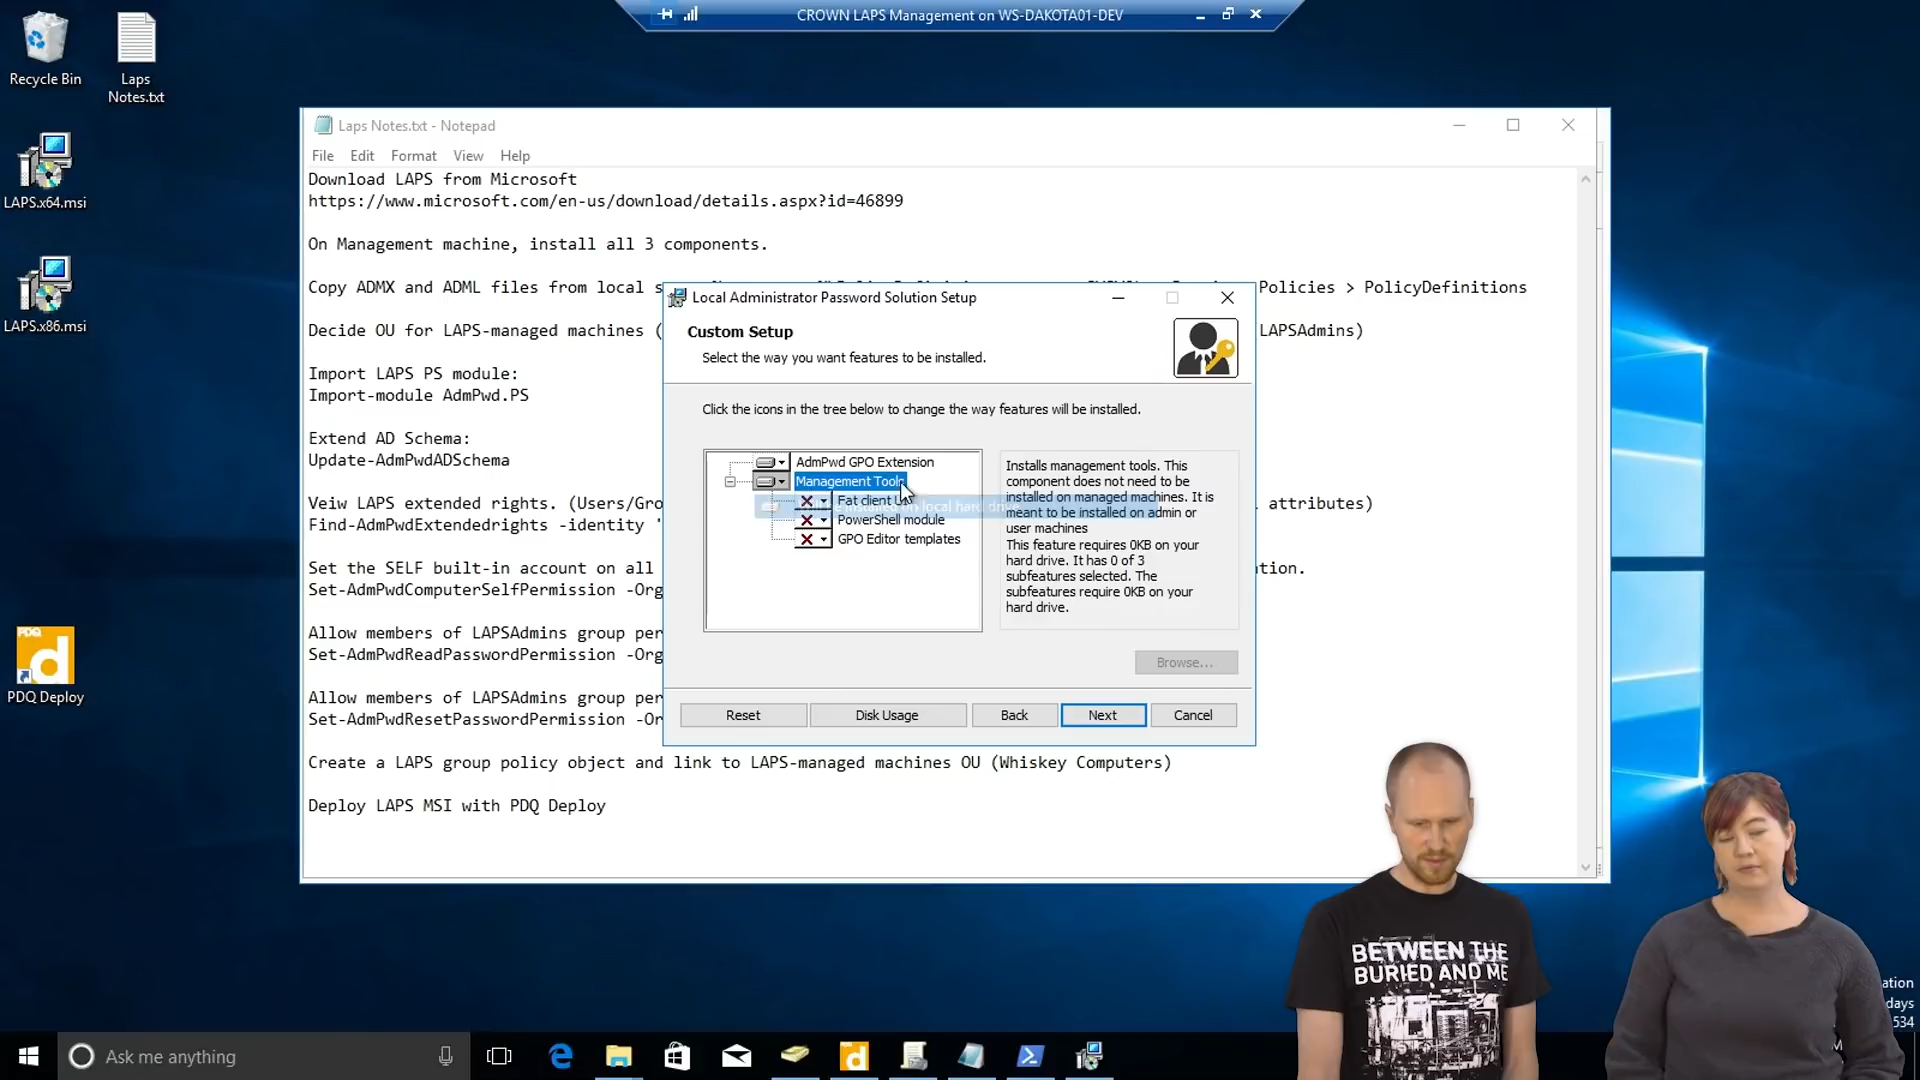 CROWN LAPS Management on WS-DAKOTA01-DEV
Recycle Bin
Laps
Notes.txt
LAPS.x64.msi
LAPS.x86.msi
PDQ
d
PDQ Deploy
Laps Notes.txt - Notepad
File Edit Format View Help
Download LAPS from Microsoft
https://www.microsoft.com/en-us/download/details.aspx?id=46899
On Management machine, install all 3 components.
Copy ADMX and ADML files from local s
Policies > PolicyDefinitions
Decide OU for LAPS-managed machines (
LAPSAdmins)
Import LAPS PS module:
Import-module AdmPwd.PS
Extend AD Schema:
Update-AdmPwdADSchema
Veiw LAPS extended rights. (Users/Gro
attributes)
Find-AdmPwdExtendedrights -identity '
Set the SELF built-in account on all
tion.
Set-AdmPwdComputerSelfPermission -Org
Allow members of LAPSAdmins group per
Set-AdmPwdReadPasswordPermission -Org
Allow members of LAPSAdmins group per
Set-AdmPwdResetPasswordPermission -Or
Create a LAPS group policy object and link to LAPS-managed machines OU (Whiskey Computers)
Deploy LAPS MSI with PDQ Deploy
Local Administrator Password Solution Setup
Custom Setup
Select the way you want features to be installed.
Click the icons in the tree below to change the way features will be installed.
AdmPwd GPO Extension
Management Tools
Fat client UI
PowerShell module
GPO Editor templates
Installs management tools. This
component does not need to be
installed on managed machines. It is
meant to be installed on admin or
user machines
This feature requires 0KB on your
hard drive. It has 0 of 3
subfeatures selected. The
subfeatures require 0KB on your
hard drive.
Browse...
Reset
Disk Usage
Back
Next
Cancel
BETWEEN THE
BURIED AND ME
ation
days
534
Ask me anything